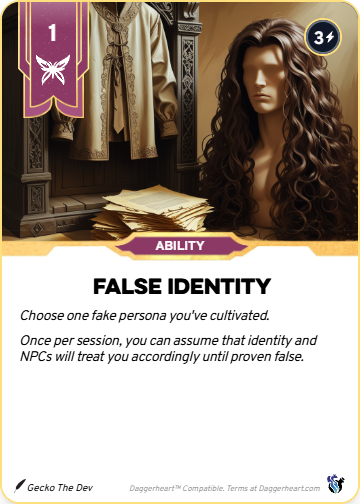 1
3
ABILITY
FALSE IDENTITY
Choose one fake persona you've cultivated.
Once per session, you can assume that identity and
NPCs will treat you accordingly until proven false.
Gecko The Dev
Daggerheart™ Compatible. Terms at Daggerheart.com